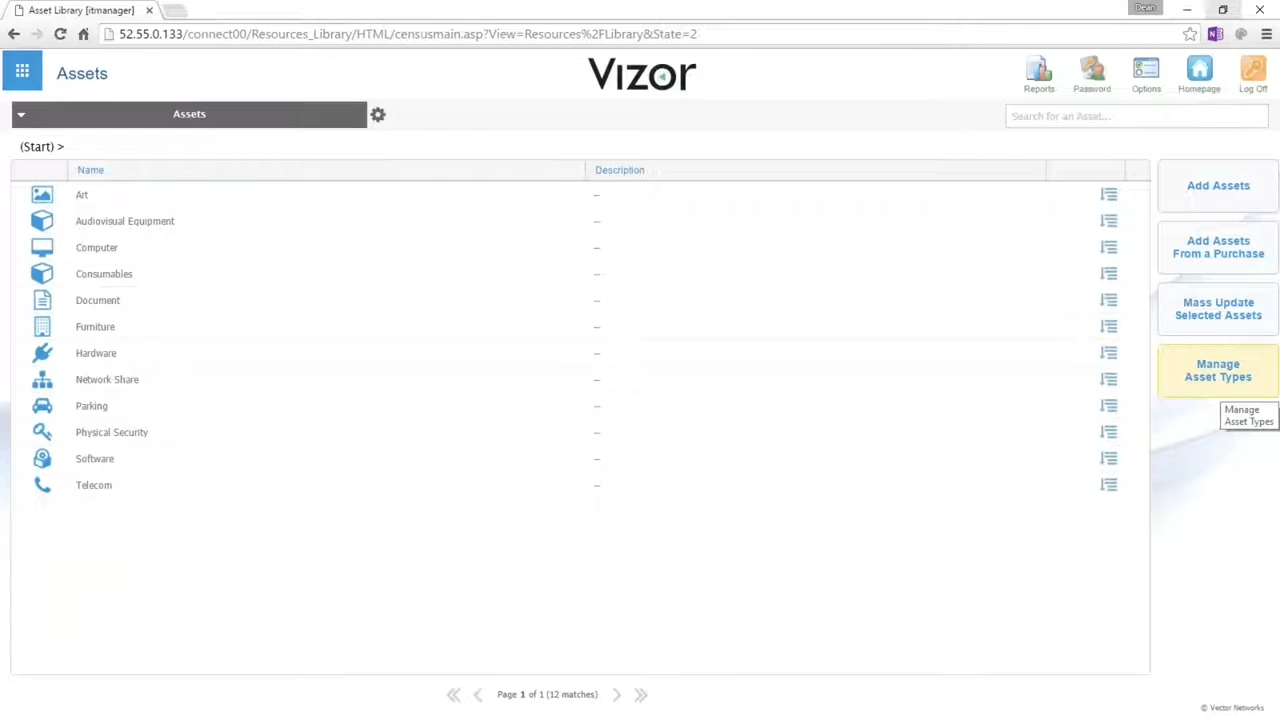 Asset Library [itmanager]
Dean
52.55.0.133/connect00/Resources_Library/HTML/censusmain.asp?View=Resources%2FLibrary&State=2
Assets
Vizor
Reports
Password
Options
Homepage
Log Off
Assets
Search for an Asset...
(Start) >
Name
Description
Art
--
Audiovisual Equipment
--
Computer
--
Consumables
--
Document
--
Furniture
--
Hardware
--
Network Share
--
Parking
--
Physical Security
--
Software
--
Telecom
--
Add Assets
Add Assets
From a Purchase
Mass Update
Selected Assets
Manage
Asset Types
Manage
Asset Types
Page 1 of 1 (12 matches)
© Vector Networks